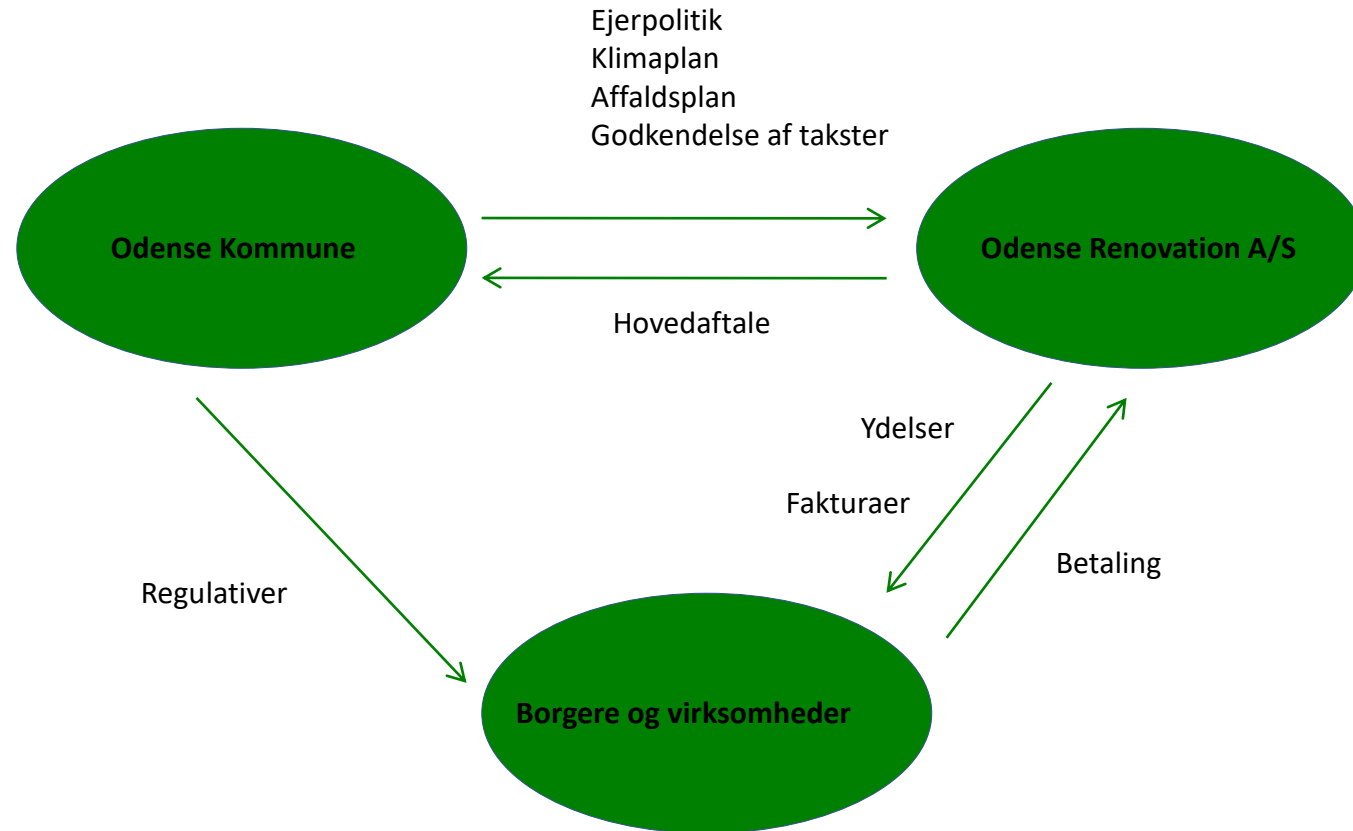 Ejerpolitik
Klimaplan
Affaldsplan
Godkendelse af takster
Odense Kommune
Odense Renovation A/S
Hovedaftale
Ydelser
Fakturaer
Betaling
Regulativer
Borgere og virksomheder